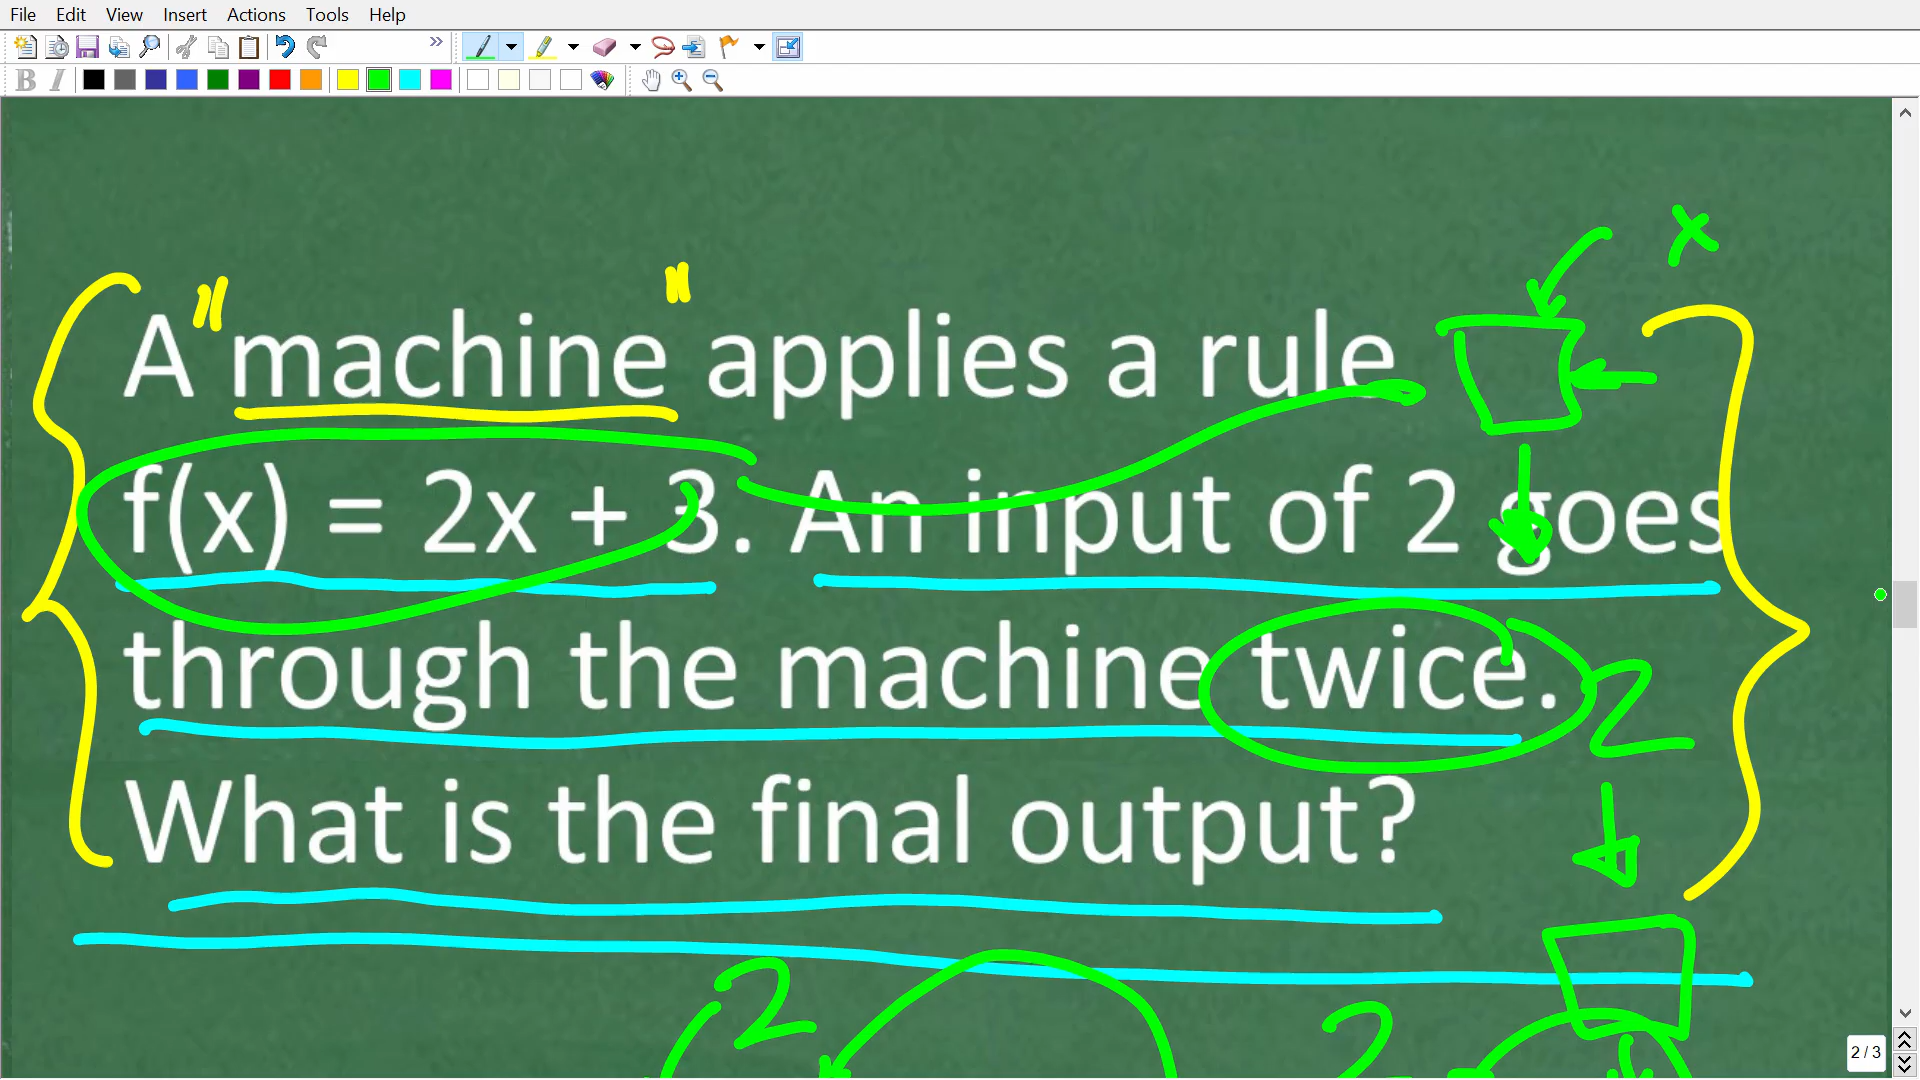 File Edit View Insert Actions Tools Help
B I
x
" "
A machine applies a rule
f(x) = 2x + 3. An input of 2 goes
through the machine twice.
2
What is the final output?
2 2
2 / 3